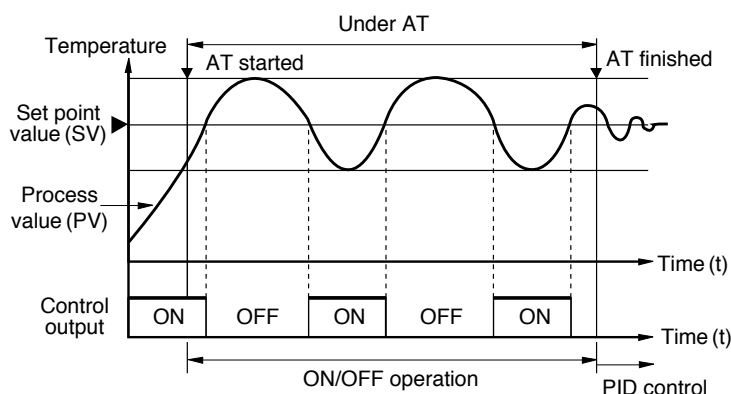 Under AT
Temperature
AT started
AT finished
Set point
value (SV)
Process
value (PV)
Time (t)
Control
output
ON
OFF
ON
OFF
ON
Time (t)
ON/OFF operation
PID control